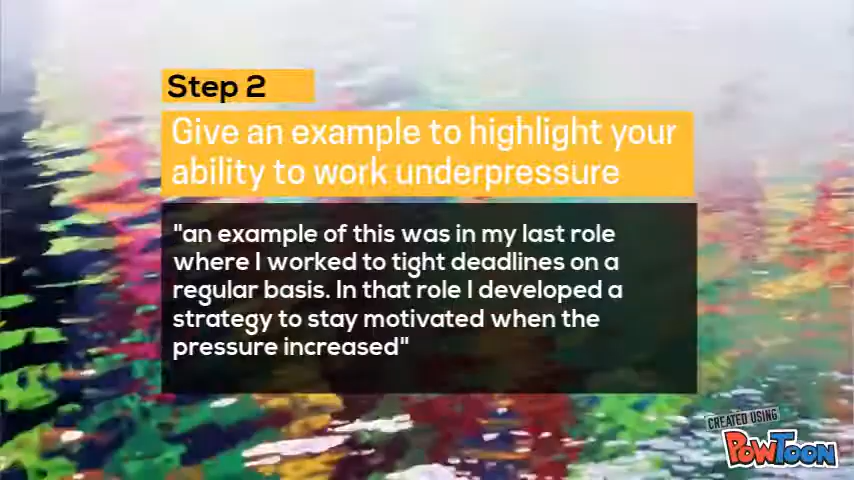 Step 2
Give an example to highlight your
ability to work underpressure
"an example of this was in my last role
where I worked to tight deadlines on a
regular basis. In that role I developed a
strategy to stay motivated when the
pressure increased"
CREATED USING
POWTOON